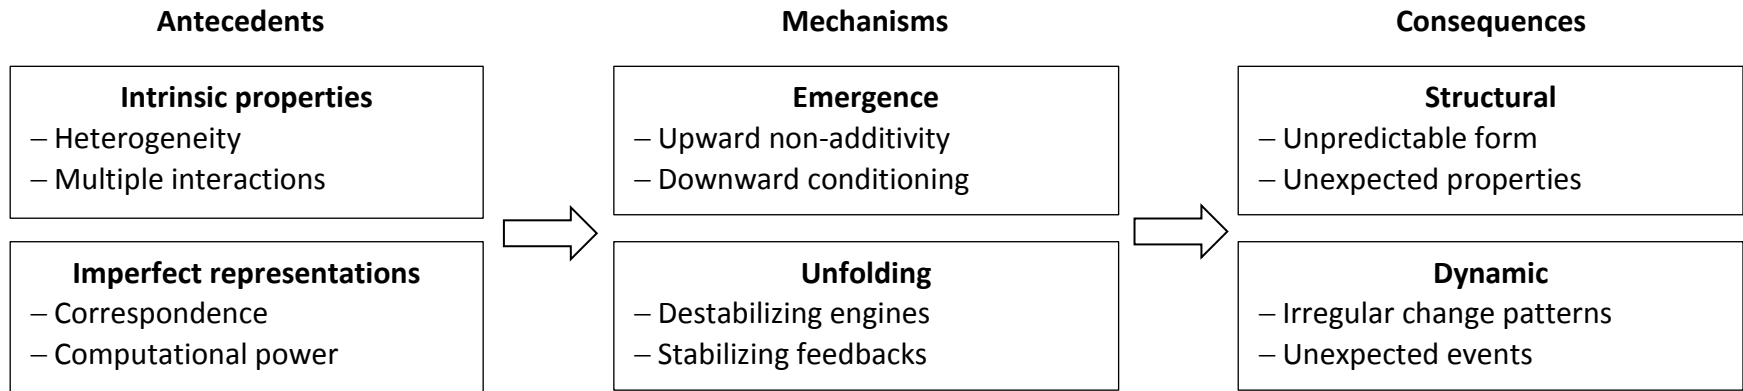 Antecedents
Mechanisms
Consequences
Intrinsic properties
– Heterogeneity
– Multiple interactions
Imperfect representations
– Correspondence
– Computational power
Emergence
– Upward non-additivity
– Downward conditioning
Unfolding
– Destabilizing engines
– Stabilizing feedbacks
Structural
– Unpredictable form
– Unexpected properties
Dynamic
– Irregular change patterns
– Unexpected events